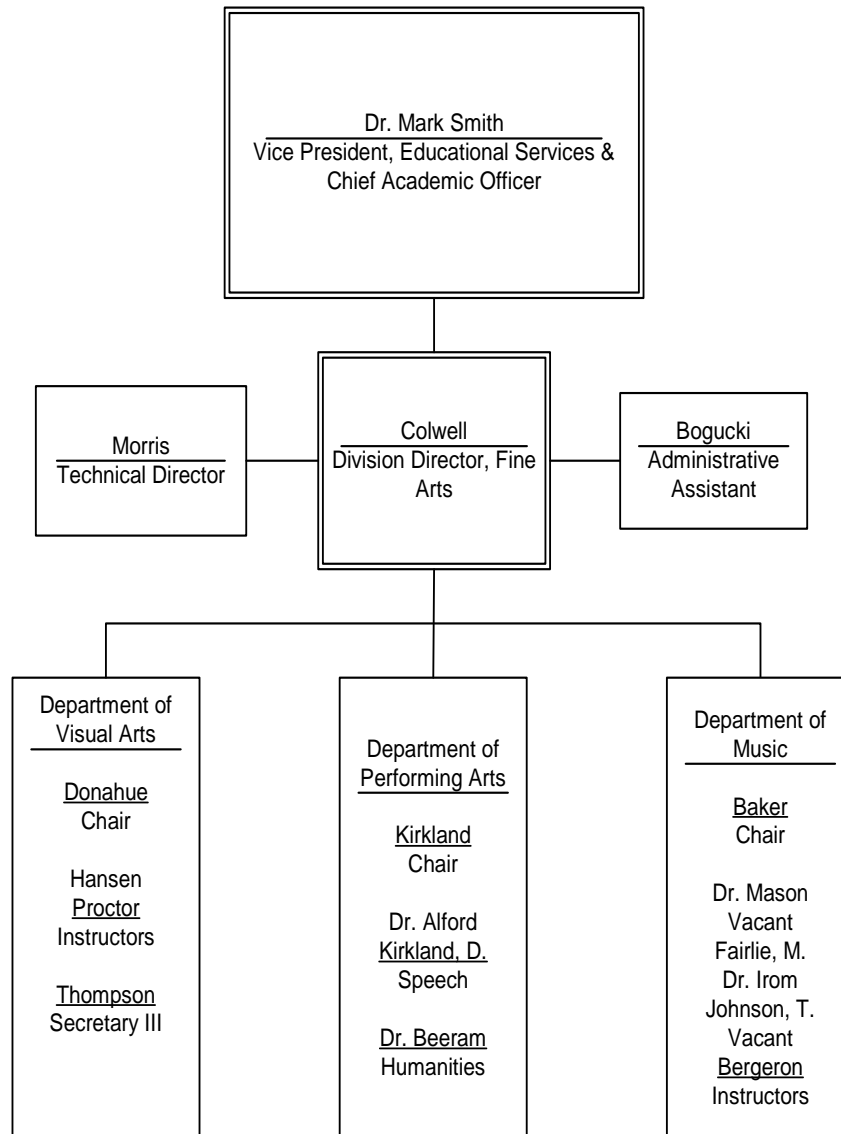 Dr. Mark Smith
Vice President, Educational Services &
Chief Academic Officer
Morris
Technical Director
Colwell
Division Director, Fine
Arts
Bogucki
Administrative
Assistant
Department of
Visual Arts
Donahue
Chair
Hansen
Proctor
Instructors
Thompson
Secretary III
Department of
Performing Arts
Kirkland
Chair
Dr. Alford
Kirkland, D.
Speech
Dr. Beeram
Humanities
Department of
Music
Baker
Chair
Dr. Mason
Vacant
Fairlie, M.
Dr. Irom
Johnson, T.
Vacant
Bergeron
Instructors